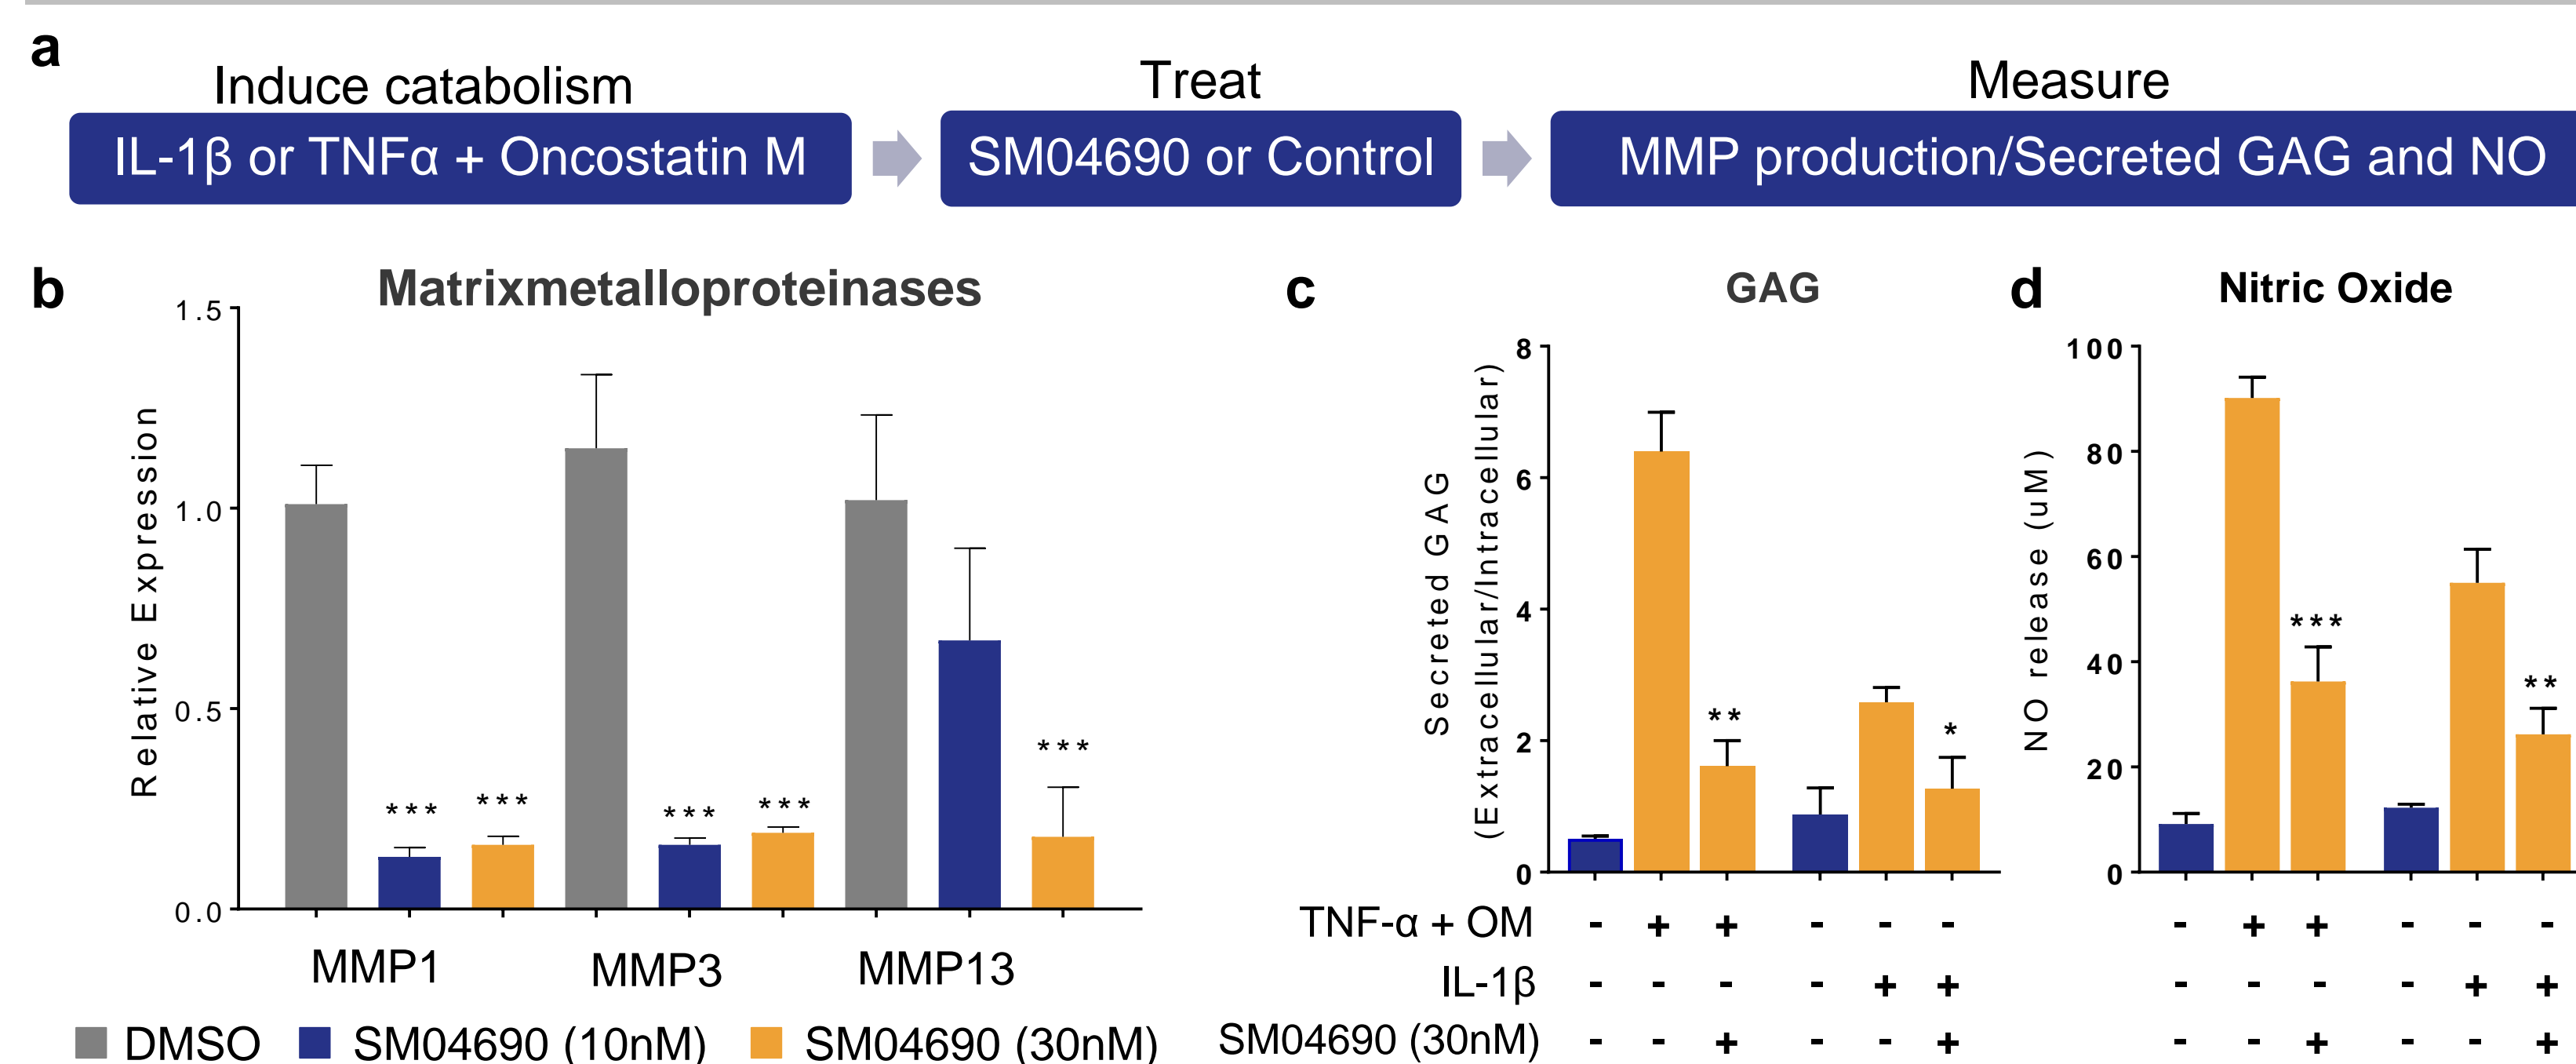 a
Induce catabolism
Treat
Measure
IL-1β or TNFα + Oncostatin M
SM04690 or Control
MMP production/Secreted GAG and NO
b
Matrixmetalloproteinases
Relative Expression
1.5
1.0
0.5
0.0
***
***
***
***
***
MMP1
MMP3
MMP13
DMSO
SM04690 (10nM)
SM04690 (30nM)
c
GAG
Secreted GAG
(Extracellular/Intracellular)
8
6
4
2
0
**
*
d
Nitric Oxide
NO release (uM)
100
80
60
40
20
0
***
**
TNF-α + OM - + + - - - - + + - - -
IL-1β - - - - + + - - - - + +
SM04690 (30nM) - - + - - + - - + - - +